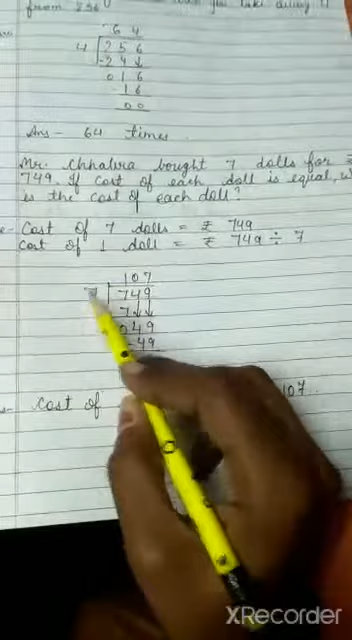 from 256
64
4 256
-24
016
-16
00
Ans - 64 times
Mr. Chhabra bought 7 dolls for ₹
749. If cost of each doll is equal,
is the cost of each doll?
Cost of 7 dolls = ₹ 749
Cost of 1 doll = ₹ 749 ÷ 7
107
7 749
7
049
-49
Cost of 107.
XRecorder